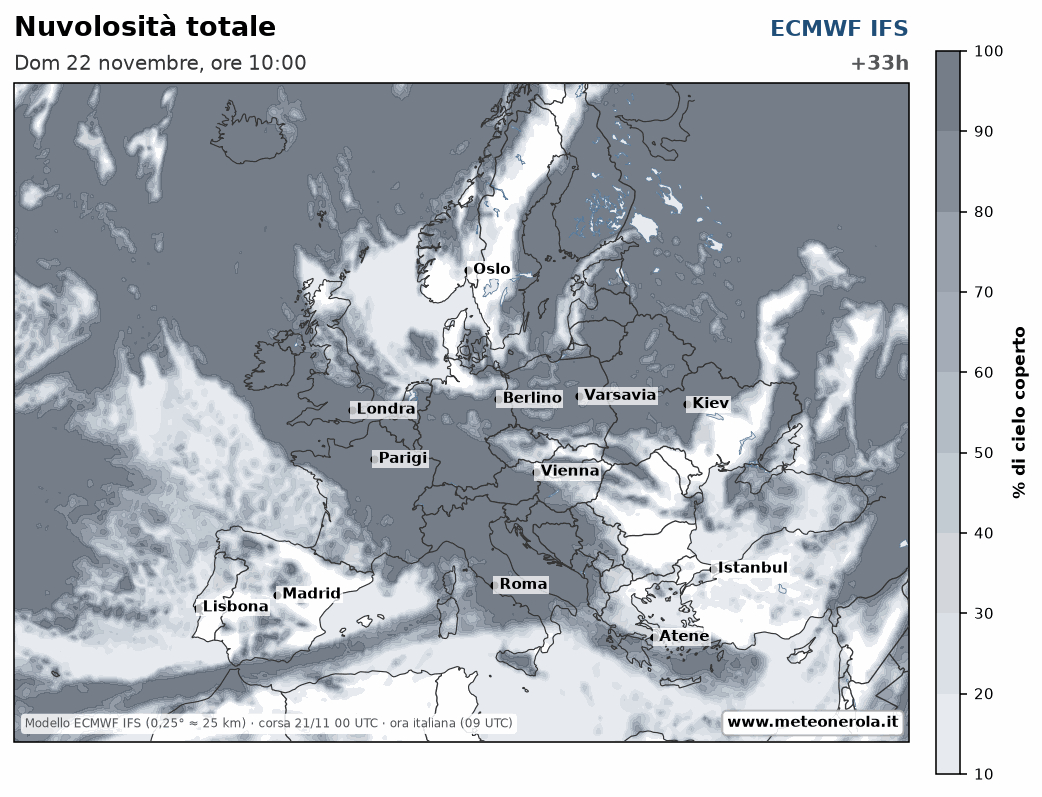 Nuvolosità totale
ECMWF IFS
Dom 22 novembre, ore 10:00
+33h
100
90
80
70
60
50
40
30
20
10
% di cielo coperto
Oslo
Berlino
Varsavia
Kiev
Londra
Parigi
Vienna
Istanbul
Roma
Madrid
Lisbona
Atene
Modello ECMWF IFS (0,25° ≈ 25 km) · corsa 21/11 00 UTC · ora italiana (09 UTC)
www.meteonerola.it